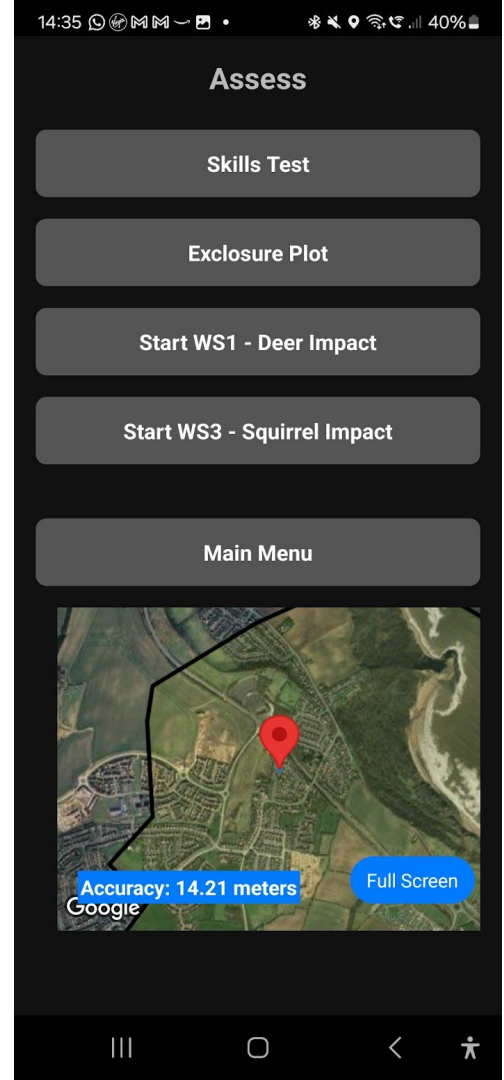 14:35
40%
Assess
Skills Test
Exclosure Plot
Start WS1 - Deer Impact
Start WS3 - Squirrel Impact
Main Menu
Accuracy: 14.21 meters
Full Screen
Google